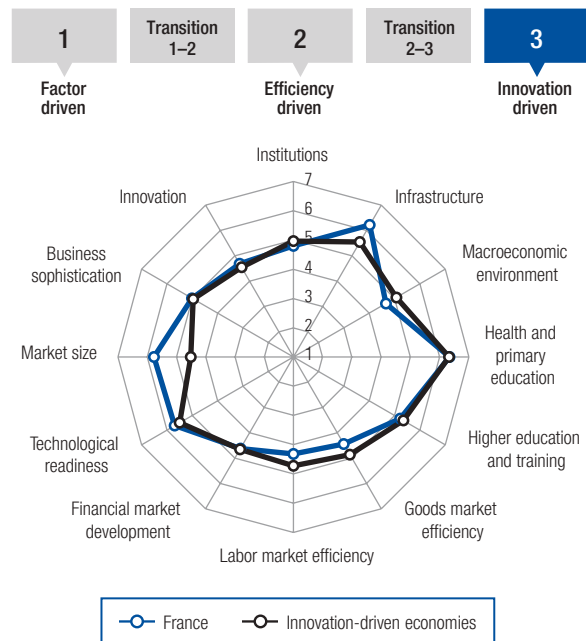 1
Transition
1–2
2
Transition
2–3
3
Factor
driven
Efficiency
driven
Innovation
driven
Institutions
Infrastructure
Macroeconomic
environment
Health and
primary
education
Higher education
and training
Goods market
efficiency
Labor market efficiency
Financial market
development
Technological
readiness
Market size
Business
sophistication
Innovation
7
6
5
4
3
2
1
France
Innovation-driven economies